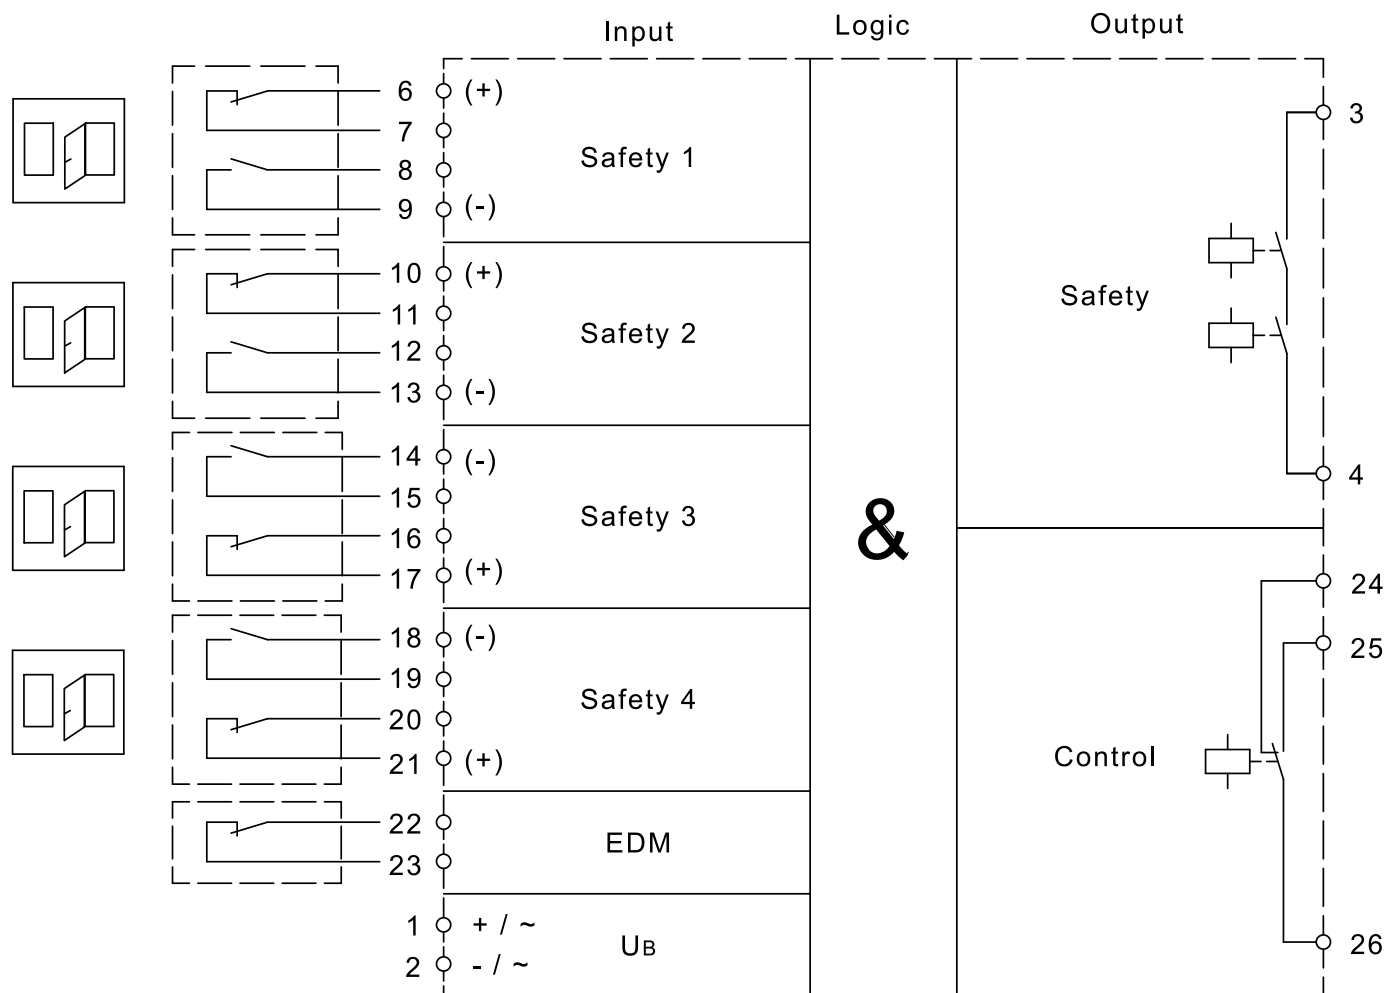 Input
Logic
Output
6 (+)
7
8
9 (-)
Safety 1
10 (+)
11
12
13 (-)
Safety 2
14 (-)
15
16
17 (+)
Safety 3
18 (-)
19
20
21 (+)
Safety 4
22
23
EDM
1 + / ~
2 - / ~
UB
&
Safety
3
4
Control
24
25
26